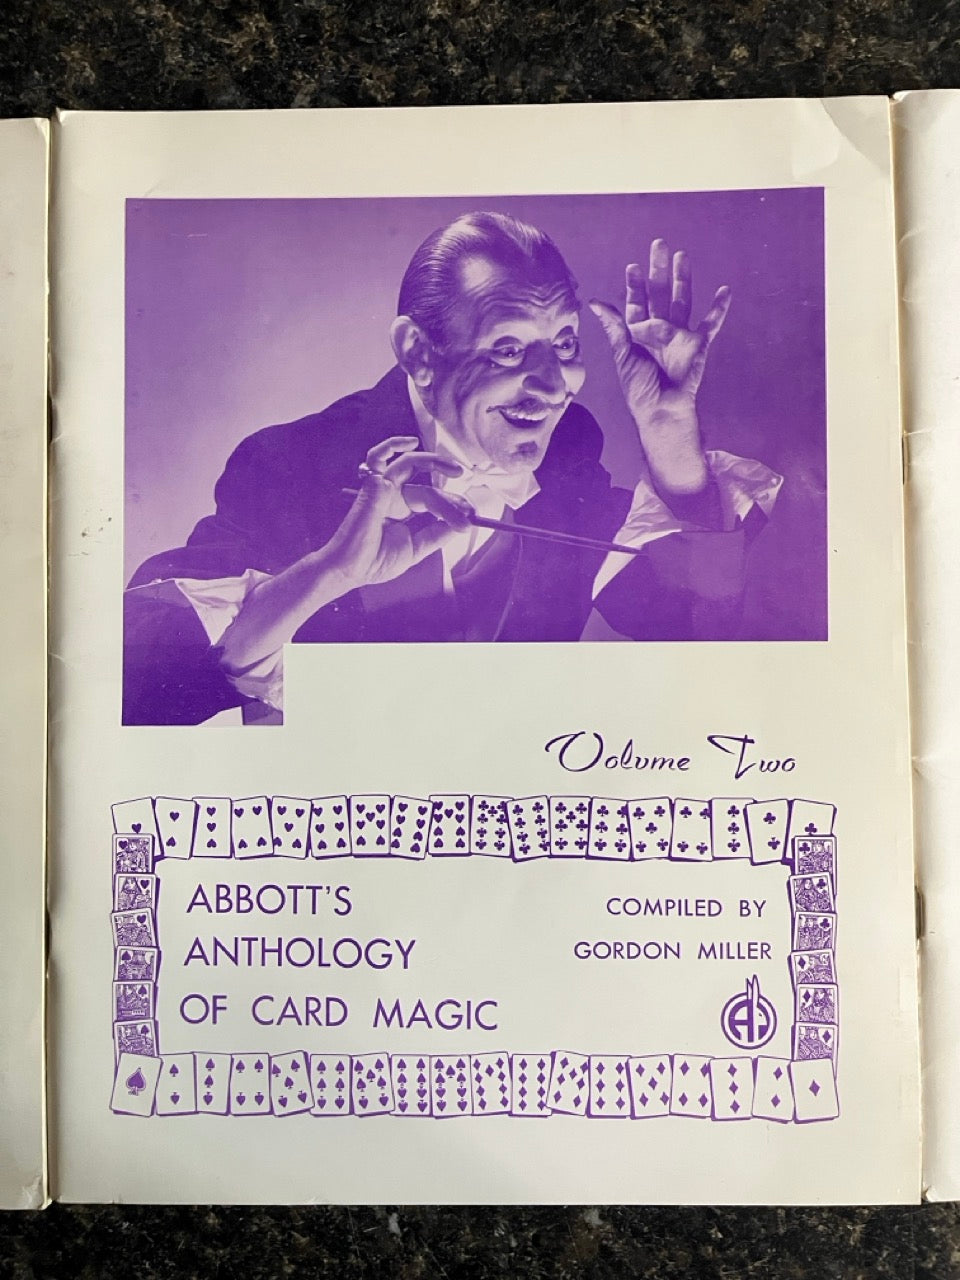 Volume Two
ABBOTT'S
ANTHOLOGY
OF CARD MAGIC
COMPILED BY
GORDON MILLER